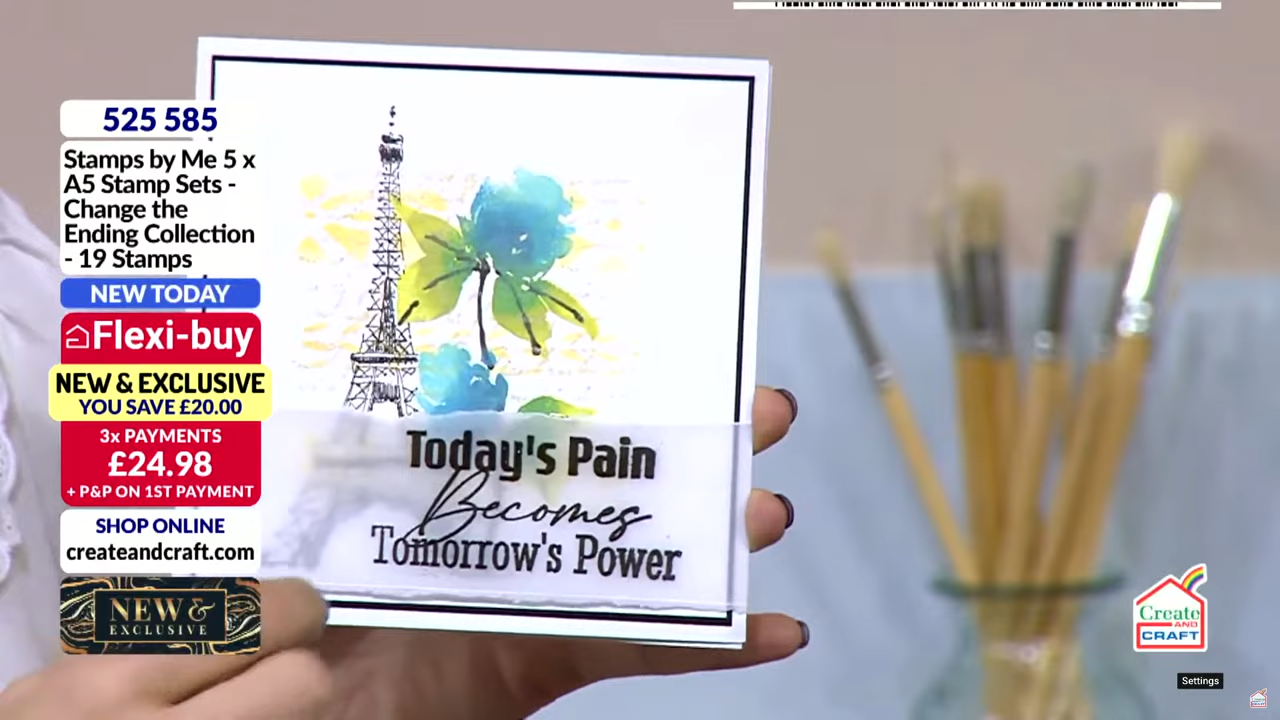 525 585
Stamps by Me 5 x
A5 Stamp Sets -
Change the
Ending Collection
- 19 Stamps
NEW TODAY
Flexi-buy
NEW & EXCLUSIVE
YOU SAVE £20.00
3x PAYMENTS
£24.98
+ P&P ON 1ST PAYMENT
SHOP ONLINE
createandcraft.com
NEW &
EXCLUSIVE
Today's Pain
Becomes
Tomorrow's Power
Create
AND
CRAFT
Settings